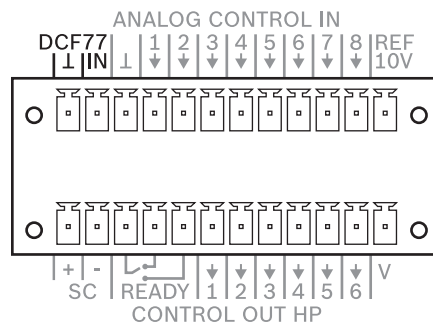 ANALOG CONTROL IN
DCF77 1 2 3 4 5 6 7 8 REF
⊥ IN ⊥ 10V
+ - 1 2 3 4 5 6 V
SC READY
CONTROL OUT HP